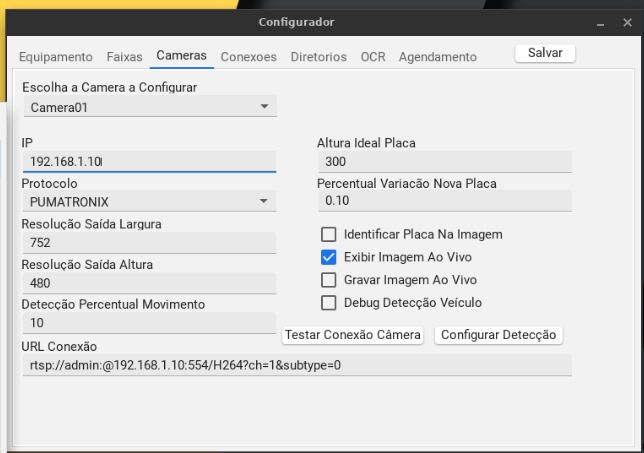 Configurador
Equipamento Faixas Cameras Conexoes Diretorios OCR Agendamento Salvar
Escolha a Camera a Configurar
Camera01
IP
192.168.1.10
Altura Ideal Placa
300
Protocolo
PUMATRONIX
Percentual Variacão Nova Placa
0.10
Resolução Saída Largura
752
Identificar Placa Na Imagem
Exibir Imagem Ao Vivo
Resolução Saída Altura
480
Gravar Imagem Ao Vivo
Debug Detecção Veículo
Detecção Percentual Movimento
10
Testar Conexão Câmera Configurar Detecção
URL Conexão
rtsp://admin:@192.168.1.10:554/H264?ch=1&subtype=0